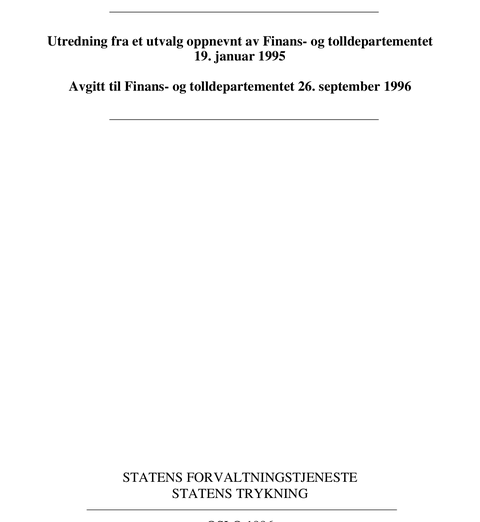 Utredning fra et utvalg oppnevnt av Finans- og tolldepartementet
19. januar 1995
Avgitt til Finans- og tolldepartementet 26. september 1996
STATENS FORVALTNINGSTJENESTE
STATENS TRYKNING